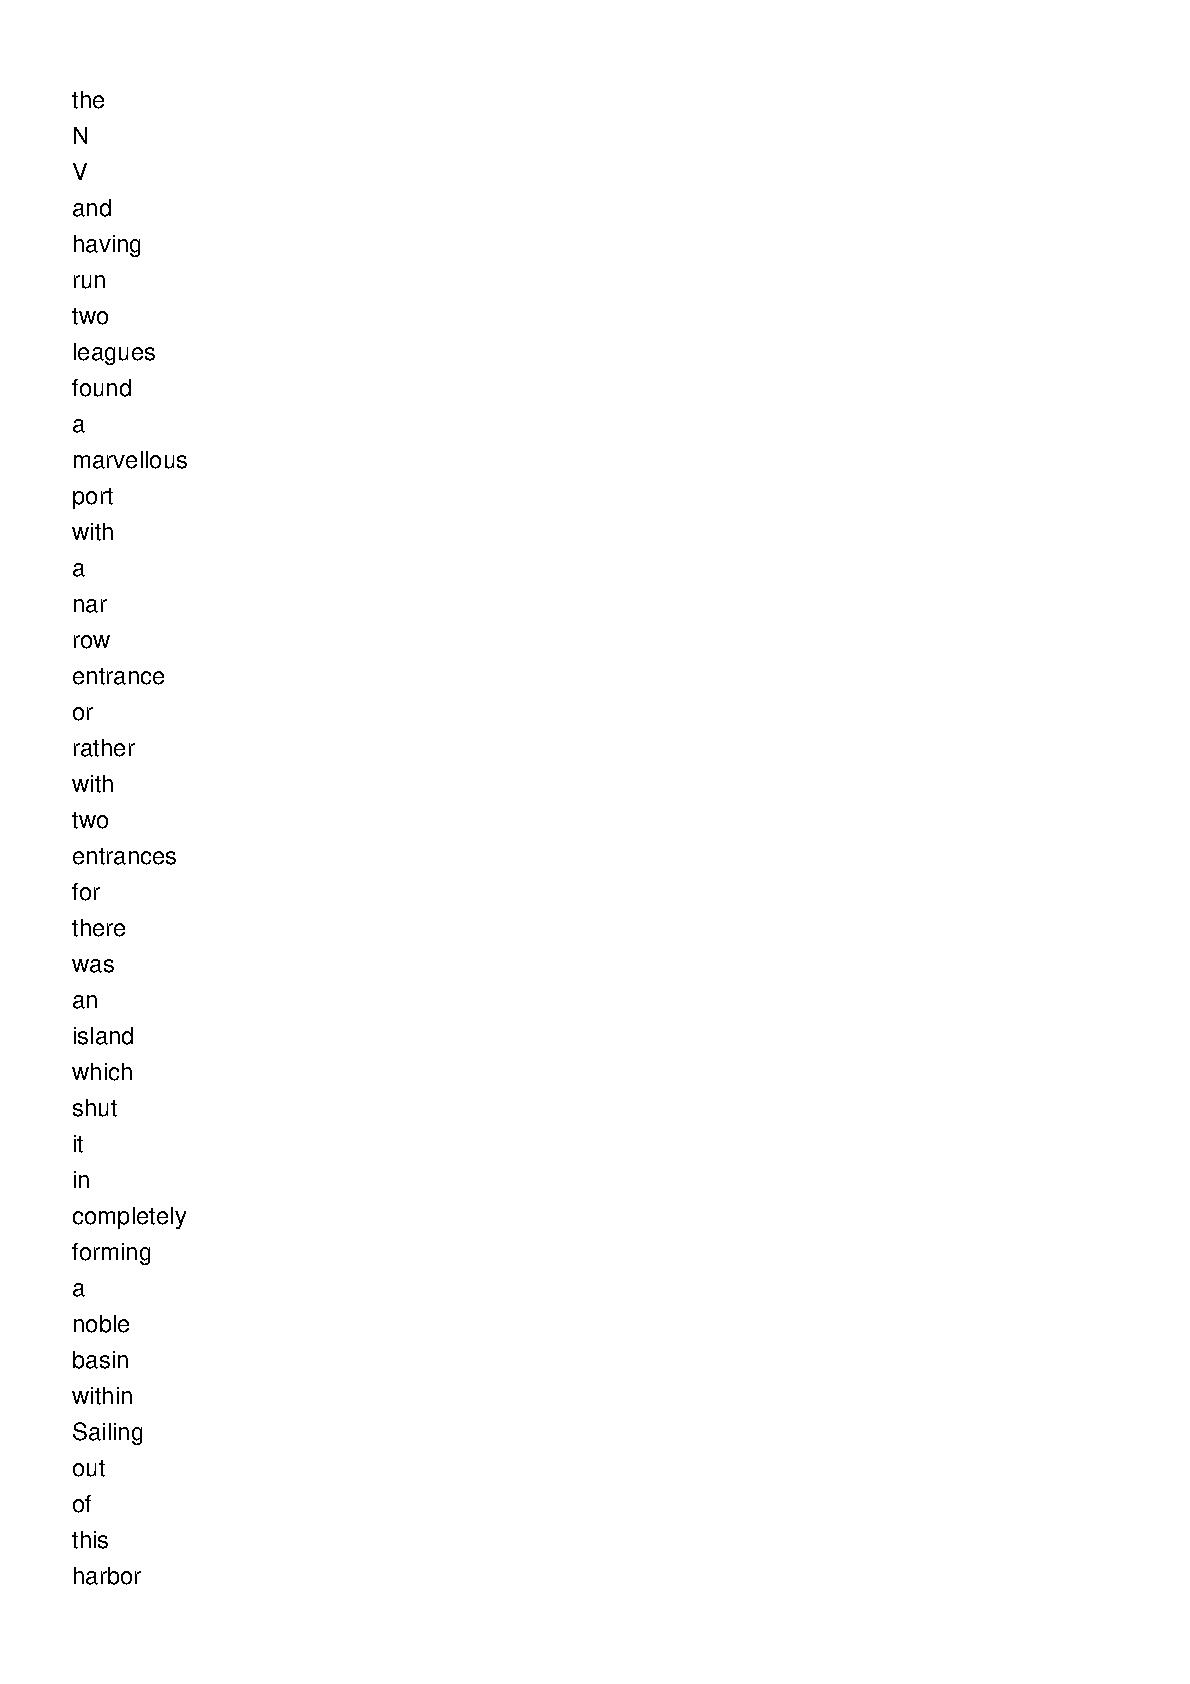 the
N
V
and
having
run
two
leagues
found
a
marvellous
port
with
a
nar
row
entrance
or
rather
with
two
entrances
for
there
was
an
island
which
shut
it
in
completely
forming
a
noble
basin
within
Sailing
out
of
this
harbor